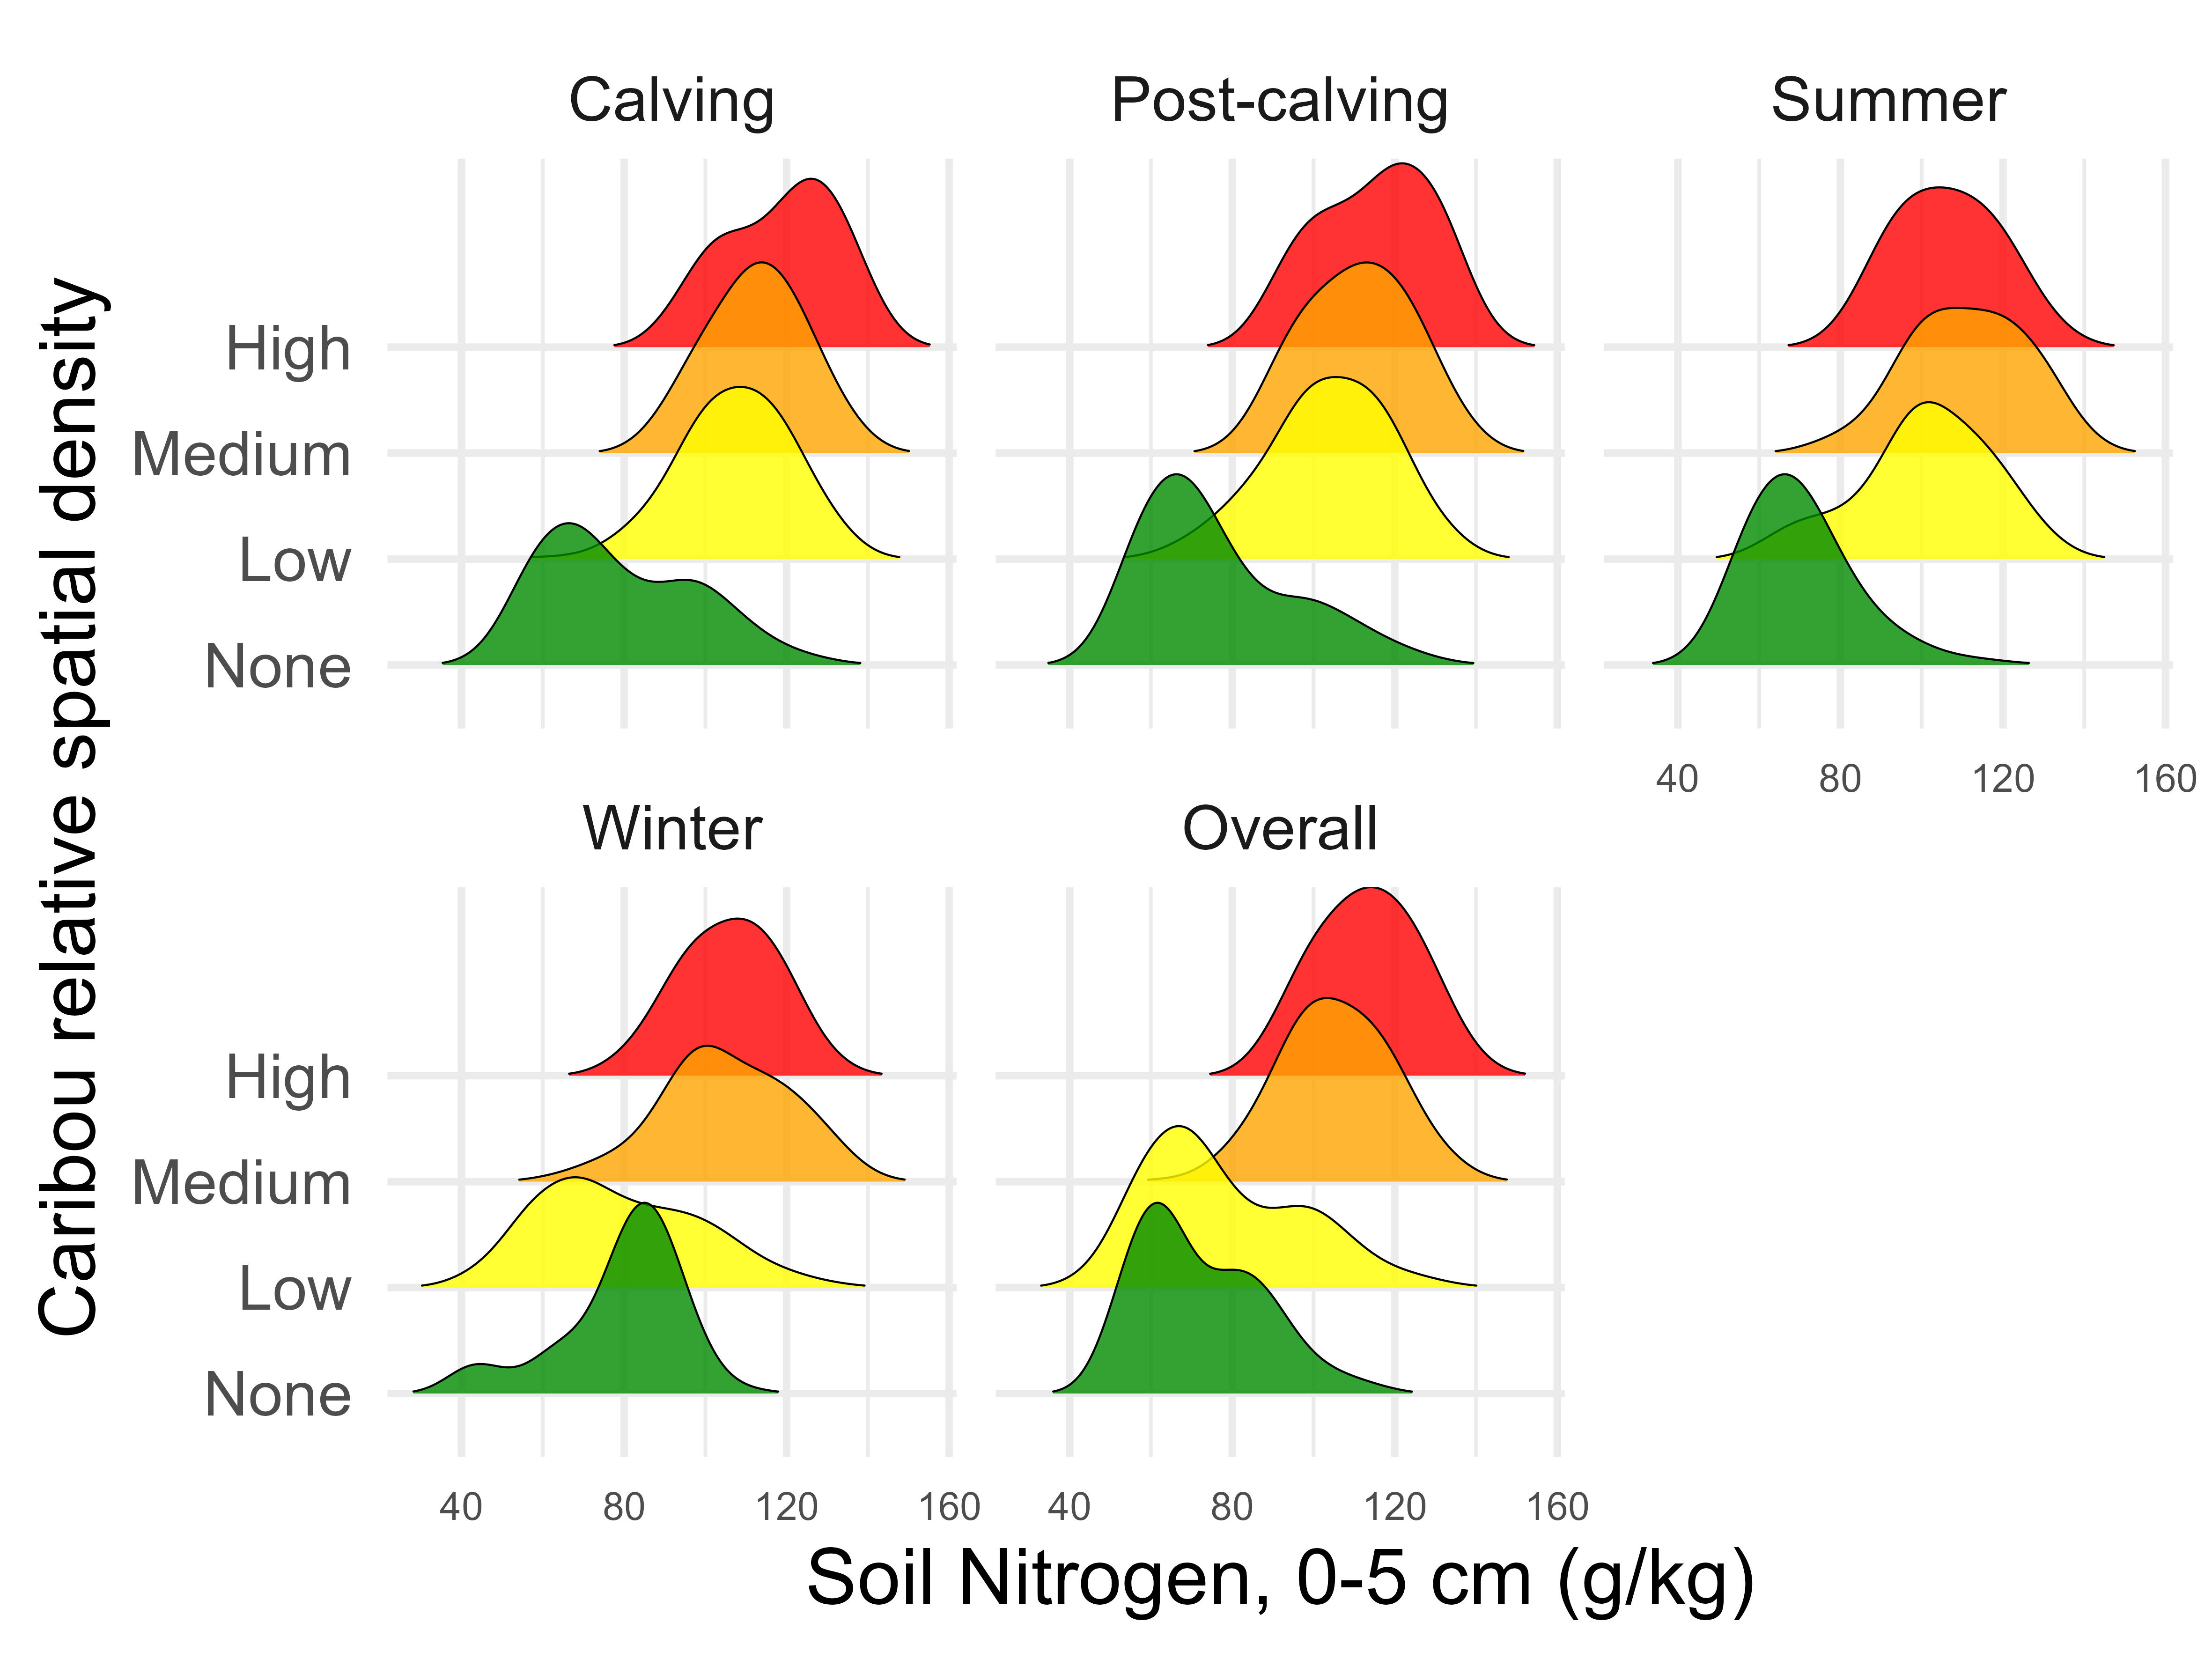 Calving
Post-calving
Summer
Caribou relative spatial density
High
Medium
Low
None
40 80 120 160
Winter
Overall
High
Medium
Low
None
40 80 120 160
40 80 120 160
Soil Nitrogen, 0-5 cm (g/kg)